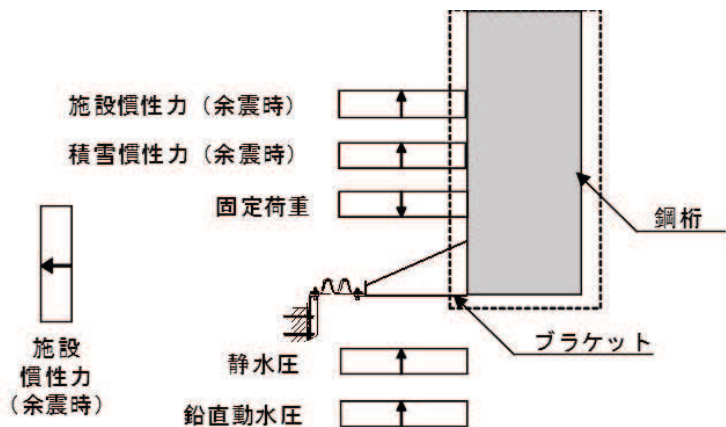 施設慣性力（余震時）
積雪慣性力（余震時）
固定荷重
鋼桁
ブラケット
施設
慣性力
（余震時）
静水圧
鉛直動水圧